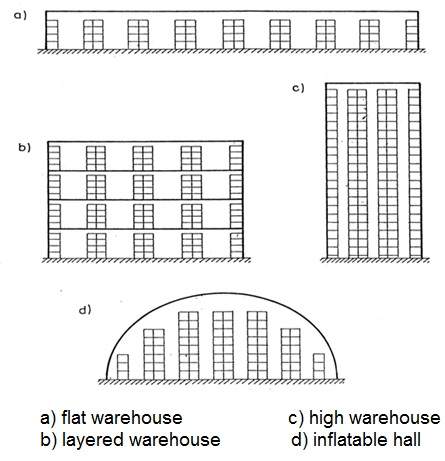 a)
c)
b)
d)
a) flat warehouse
c) high warehouse
b) layered warehouse
d) inflatable hall